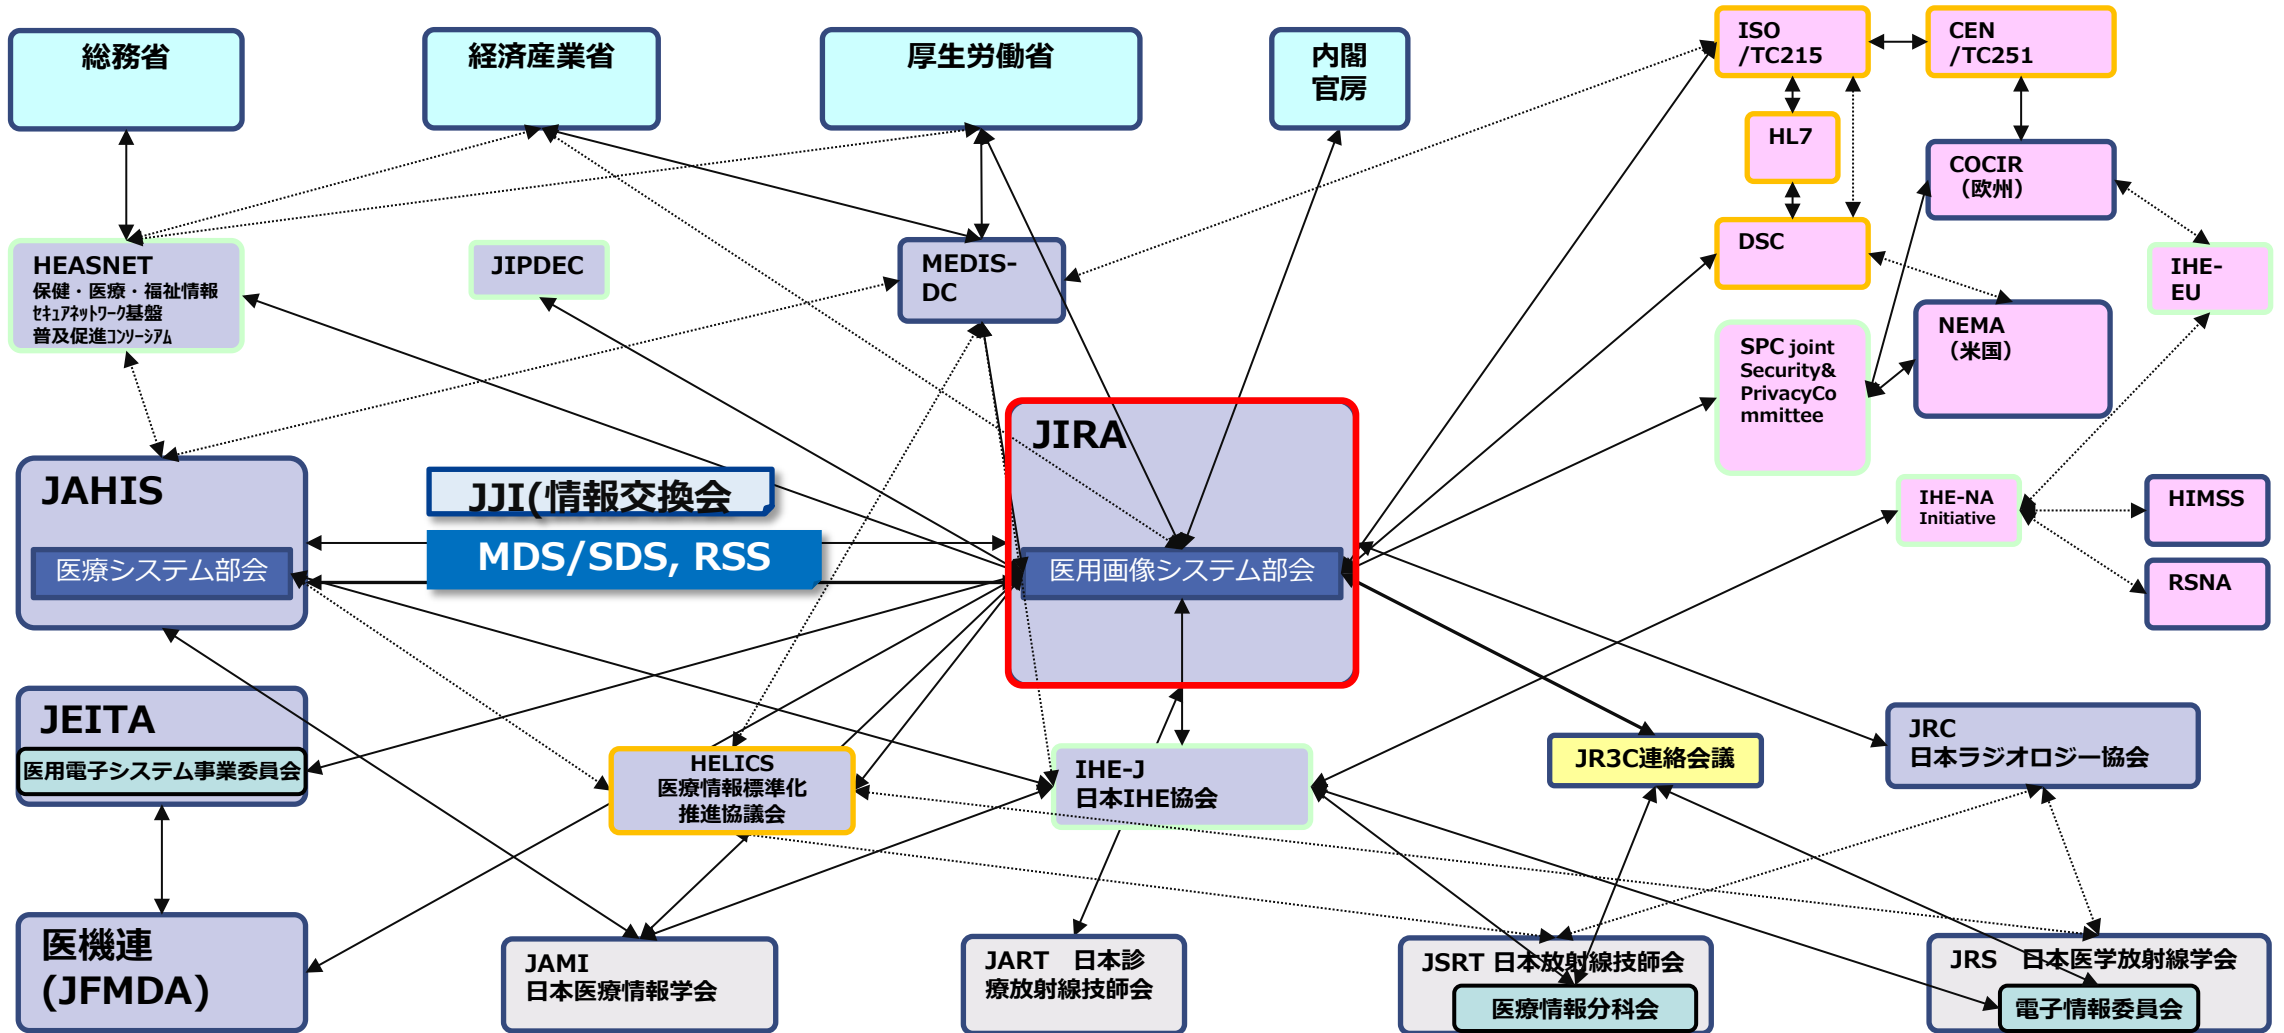 総務省
経済産業省
厚生労働省
内閣
官房
ISO
/TC215
CEN
/TC251
HL7
COCIR
（欧州）
DSC
IHE-
EU
HEASNET
保健・医療・福祉情報
ｾｷｭｱﾈｯﾄﾜｰｸ基盤
普及促進ｺﾝｿｰｼｱﾑ
JIPDEC
MEDIS-
DC
NEMA
（米国）
SPC joint
Security&
PrivacyCo
mmittee
JIRA
医用画像システム部会
JAHIS
医療システム部会
JJI(情報交換会
MDS/SDS, RSS
IHE-NA
Initiative
HIMSS
RSNA
JEITA
医用電子システム事業委員会
HELICS
医療情報標準化
推進協議会
IHE-J
日本IHE協会
JR3C連絡会議
JRC
日本ラジオロジー協会
医機連
(JFMDA)
JAMI
日本医療情報学会
JART　日本診
療放射線技師会
JSRT 日本放射線技師会
医療情報分科会
JRS　日本医学放射線学会
電子情報委員会